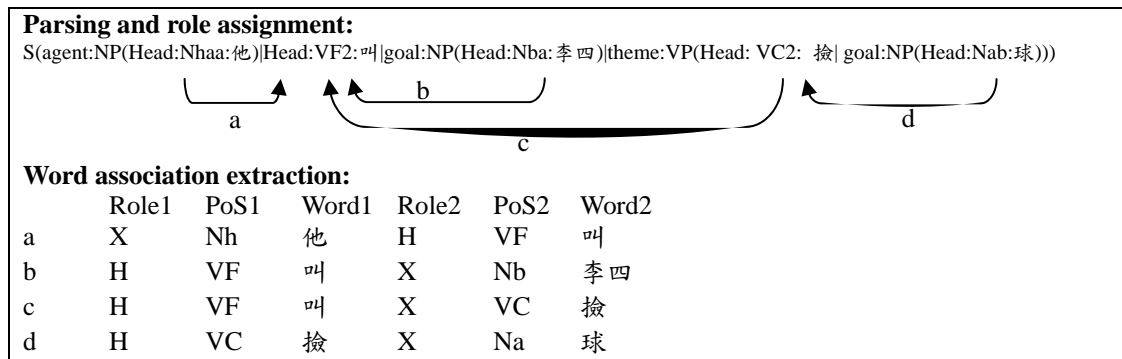 Parsing and role assignment:
S(agent:NP(Head:Nhaa:他)|Head:VF2:叫|goal:NP(Head:Nba:李四)|theme:VP(Head: VC2: 撿| goal:NP(Head:Nab:球)))
a b c d
Word association extraction:
Role1 PoS1 Word1 Role2 PoS2 Word2
a X Nh 他 H VF 叫
b H VF 叫 X Nb 李四
c H VF 叫 X VC 撿
d H VC 撿 X Na 球